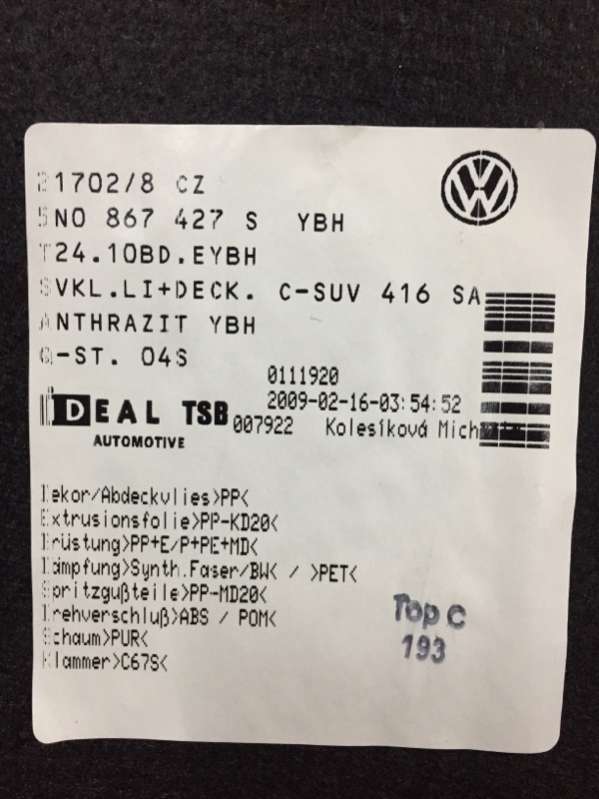 21702/8 CZ
5N0 867 427 S YBH
T24.10BD.EYBH
SVKL.LI+DECK. C-SUV 416 SA
ANTHRAZIT YBH
Q-ST. 04S
0111920
2009-02-16-03:54:52
IDEAL TSB
007922 Kolesíková
AUTOMOTIVE
Dekor/Abdeckvlies>PP<
Extrusionsfolie>PP-KD20<
Brüstung>PP+E/P+PE+MD<
Dämpfung>Synth.Faser/BW< / >PET<
Spritzgußteile>PP-MD20<
Drehverschluß>ABS / POM<
Schaum>PUR<
Klammer>C67S<
Top C
193